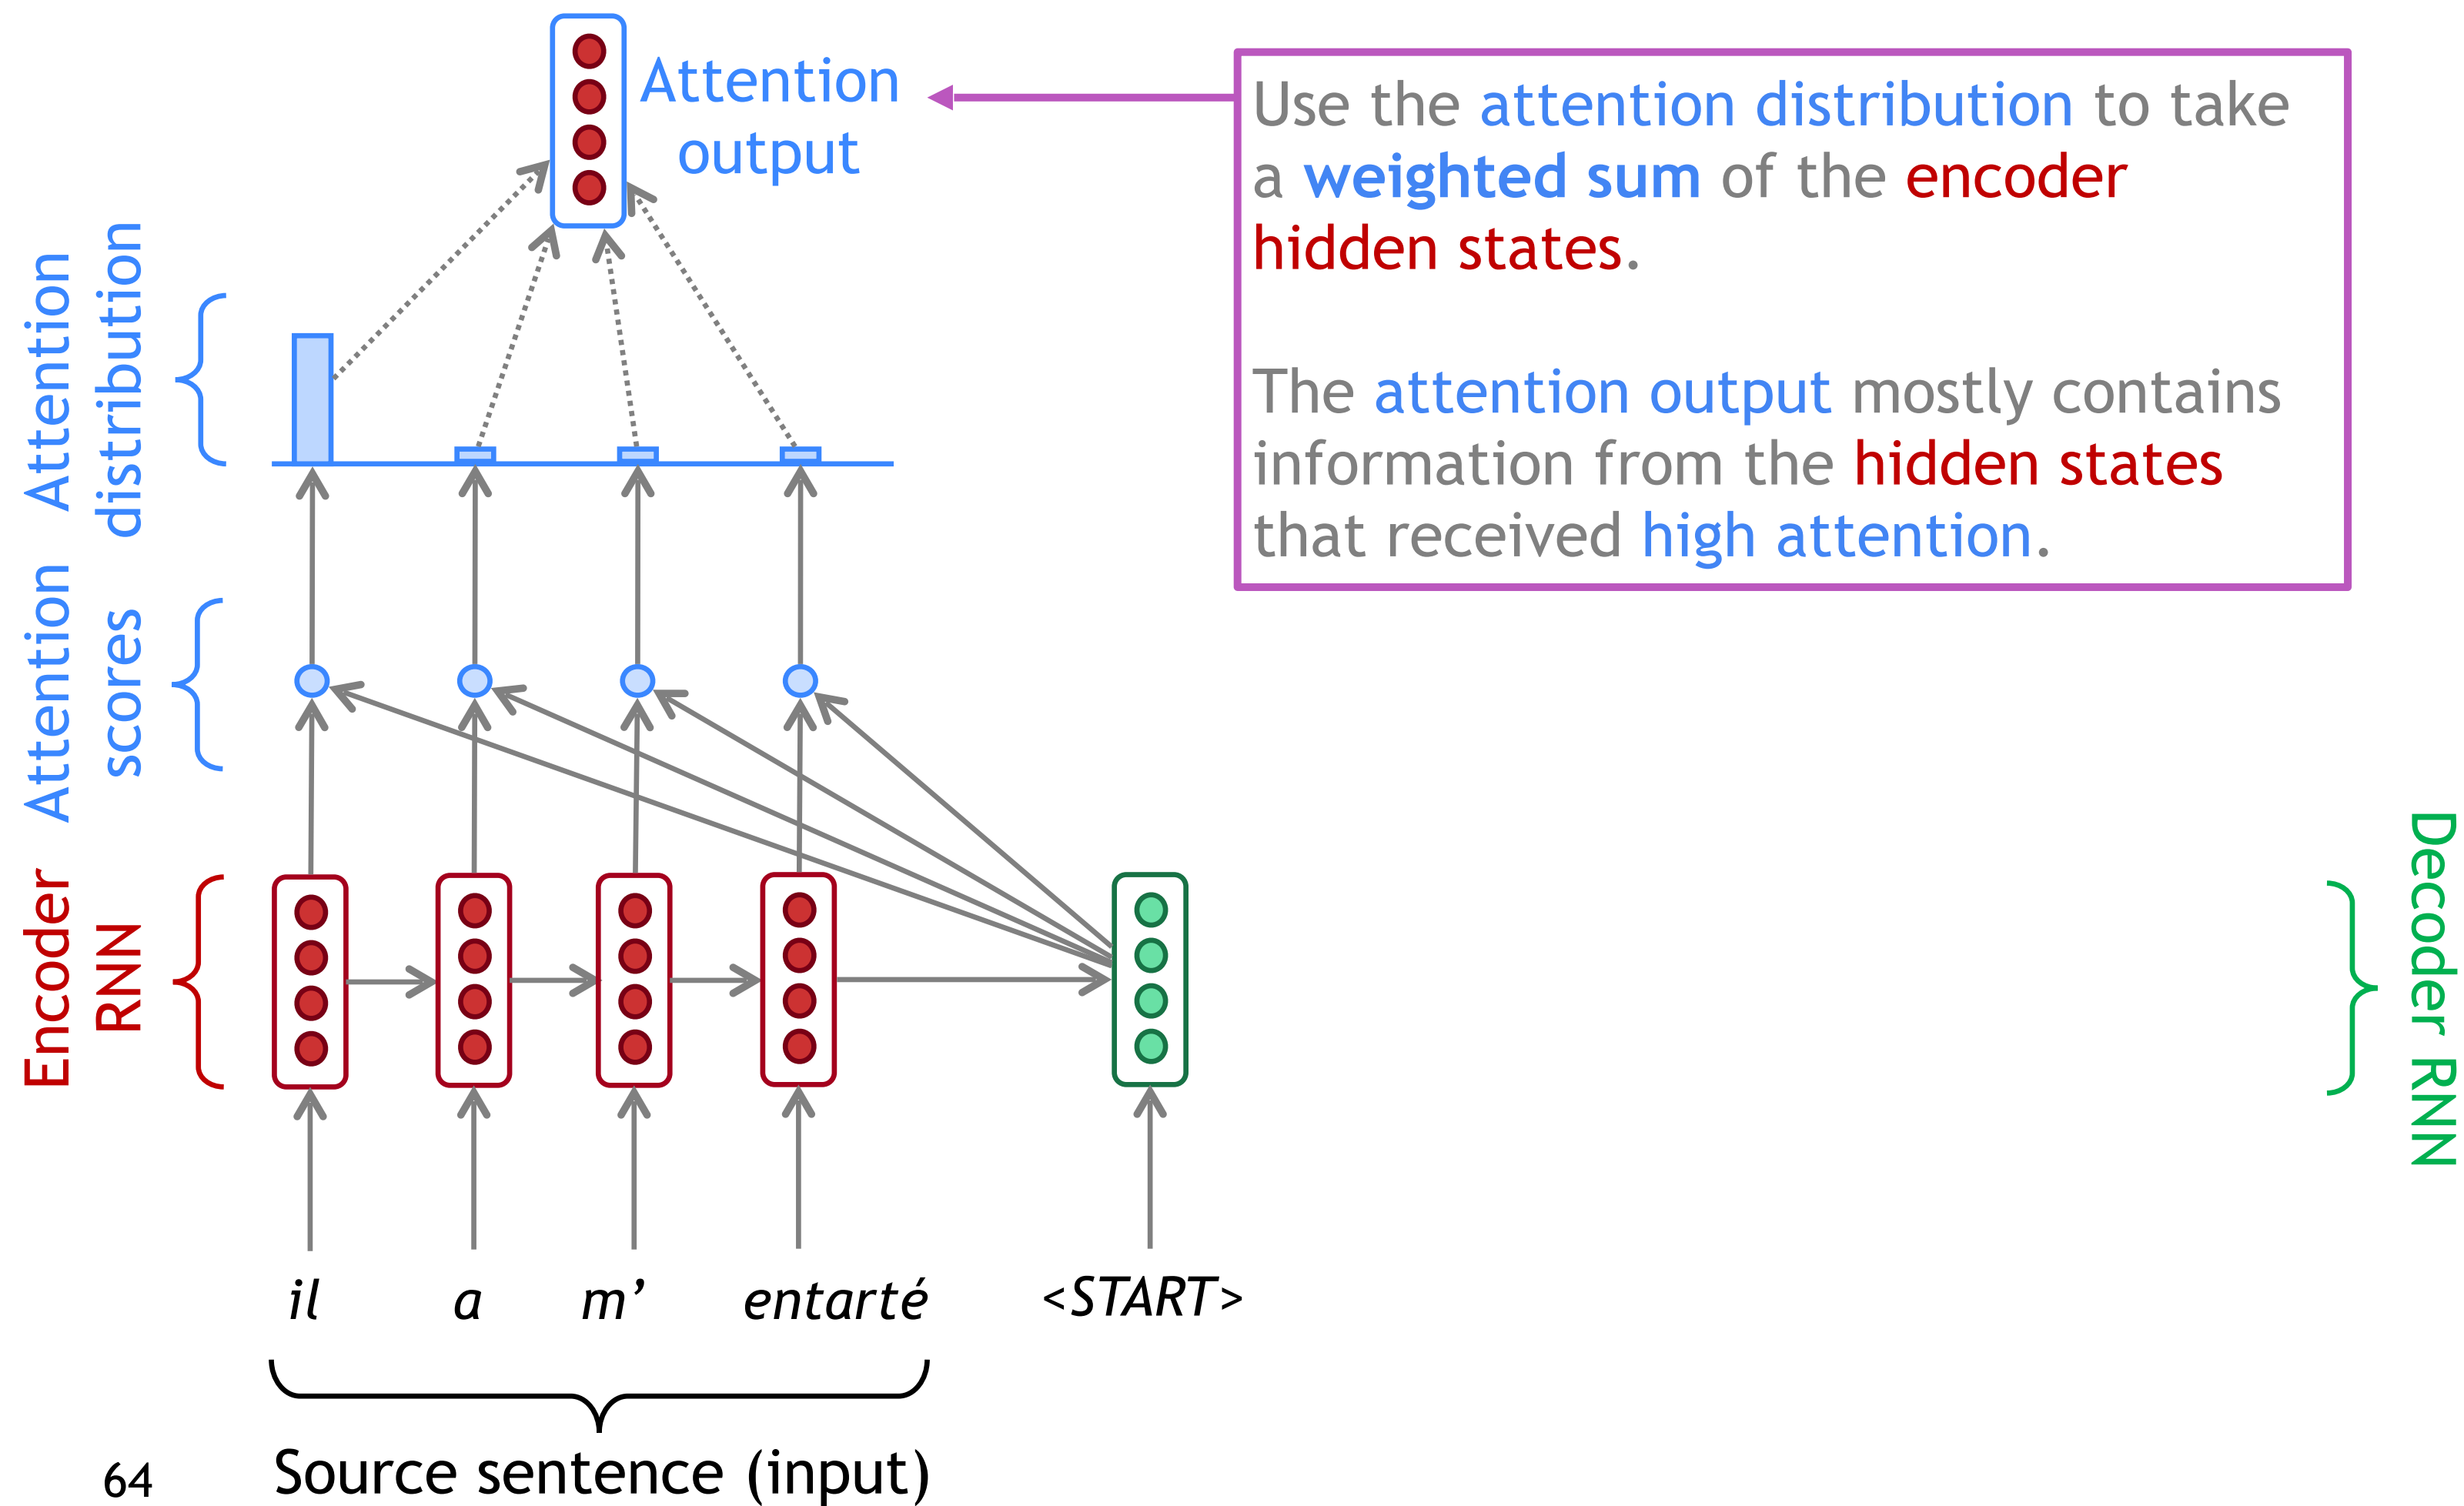 Attention
output
Use the attention distribution to take
a weighted sum of the encoder
hidden states.
The attention output mostly contains
information from the hidden states
that received high attention.
Attention
distribution
Attention
scores
Encoder
RNN
Decoder RNN
il a m’ entarté <START>
Source sentence (input)
64